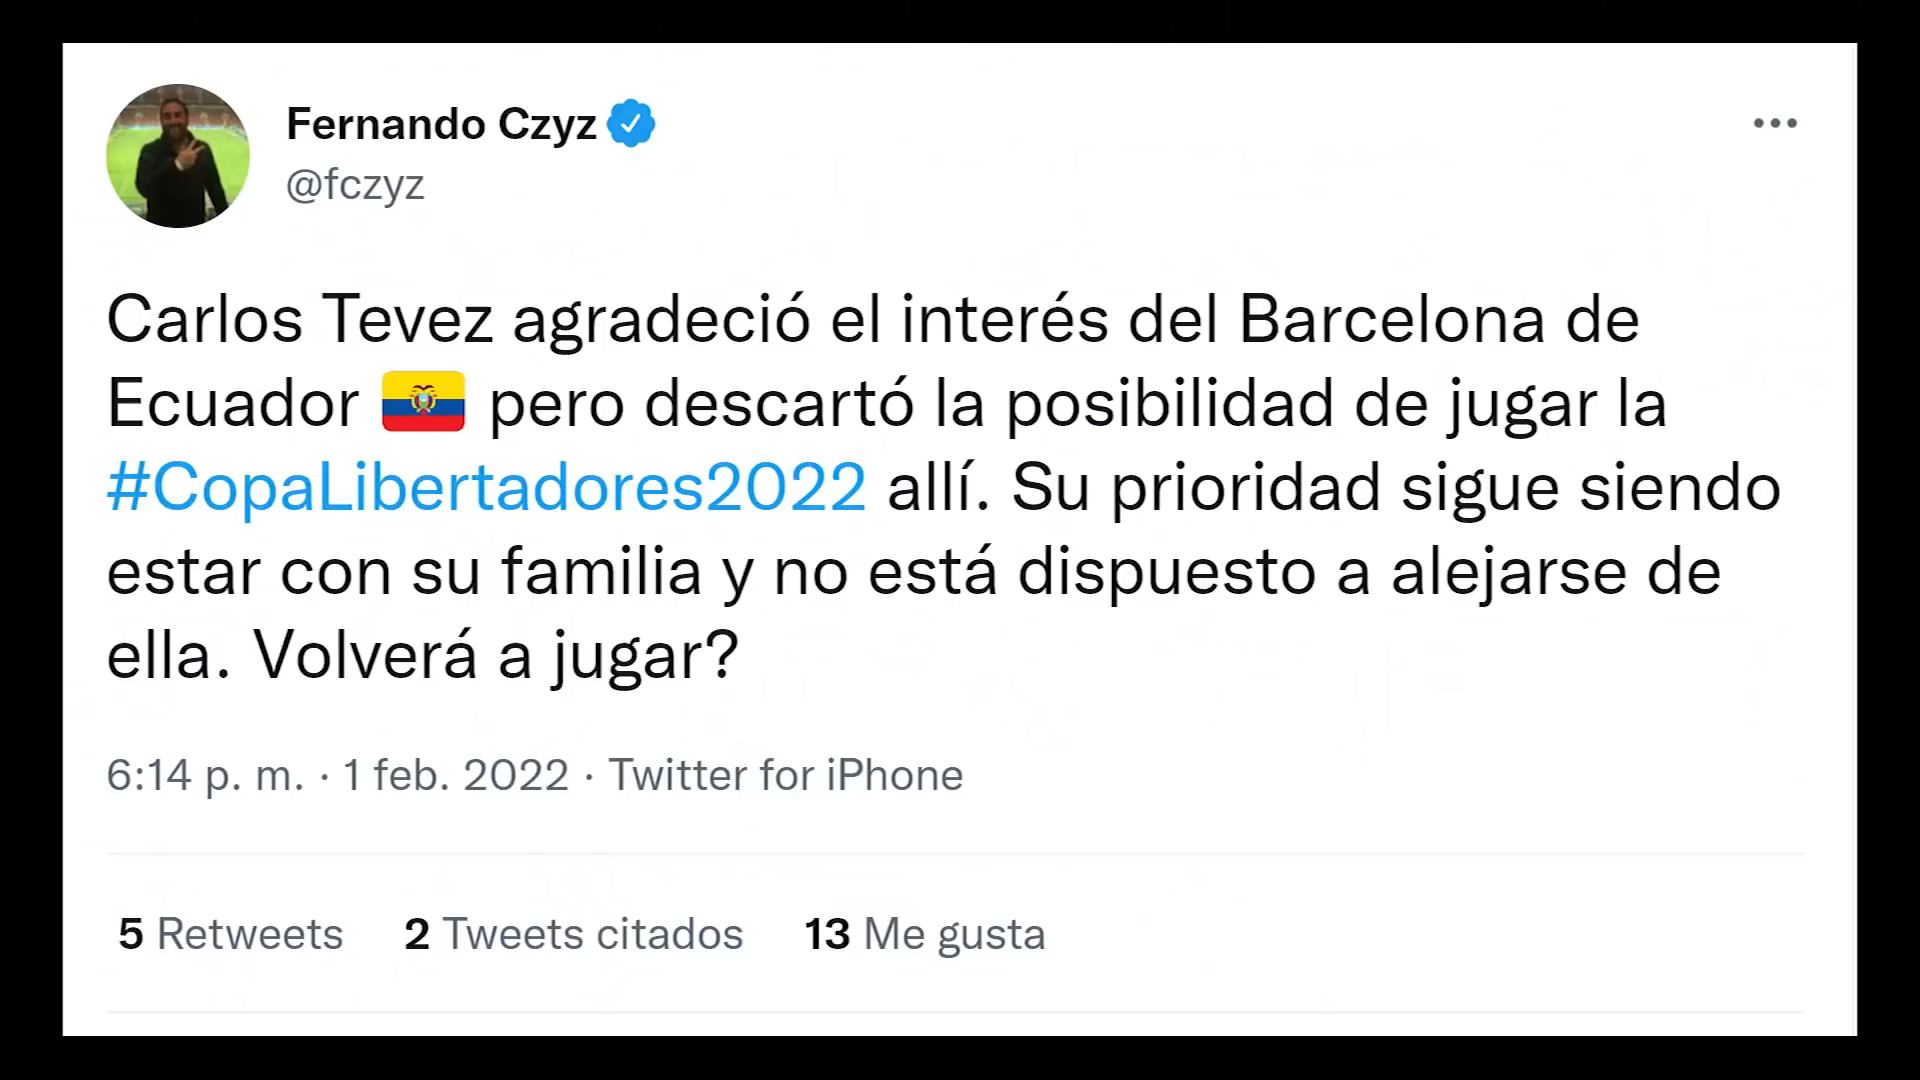 Fernando Czyz
@fczyz
Carlos Tevez agradeció el interés del Barcelona de
Ecuador 🇪🇨 pero descartó la posibilidad de jugar la
#CopaLibertadores2022 allí. Su prioridad sigue siendo
estar con su familia y no está dispuesto a alejarse de
ella. Volverá a jugar?
6:14 p. m. · 1 feb. 2022 · Twitter for iPhone
5 Retweets 2 Tweets citados 13 Me gusta